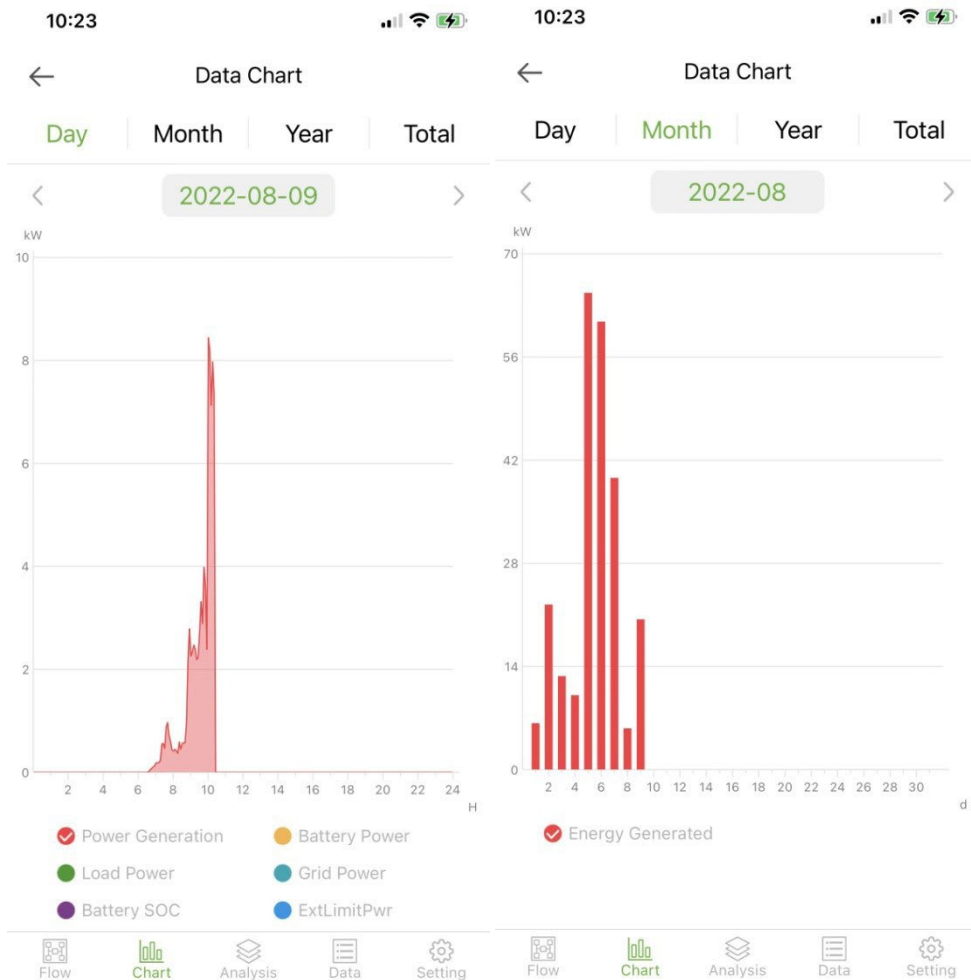 10:23
Data Chart
Day Month Year Total
2022-08-09
kW
10
8
6
4
2
0
2 4 6 8 10 12 14 16 18 20 22 24
H
Power Generation Battery Power
Load Power Grid Power
Battery SOC ExtLimitPwr
Flow Chart Analysis Data Setting
10:23
Data Chart
Day Month Year Total
2022-08
kW
70
56
42
28
14
0
2 4 6 8 10 12 14 16 18 20 22 24 26 28 30
d
Energy Generated
Flow Chart Analysis Data Setting